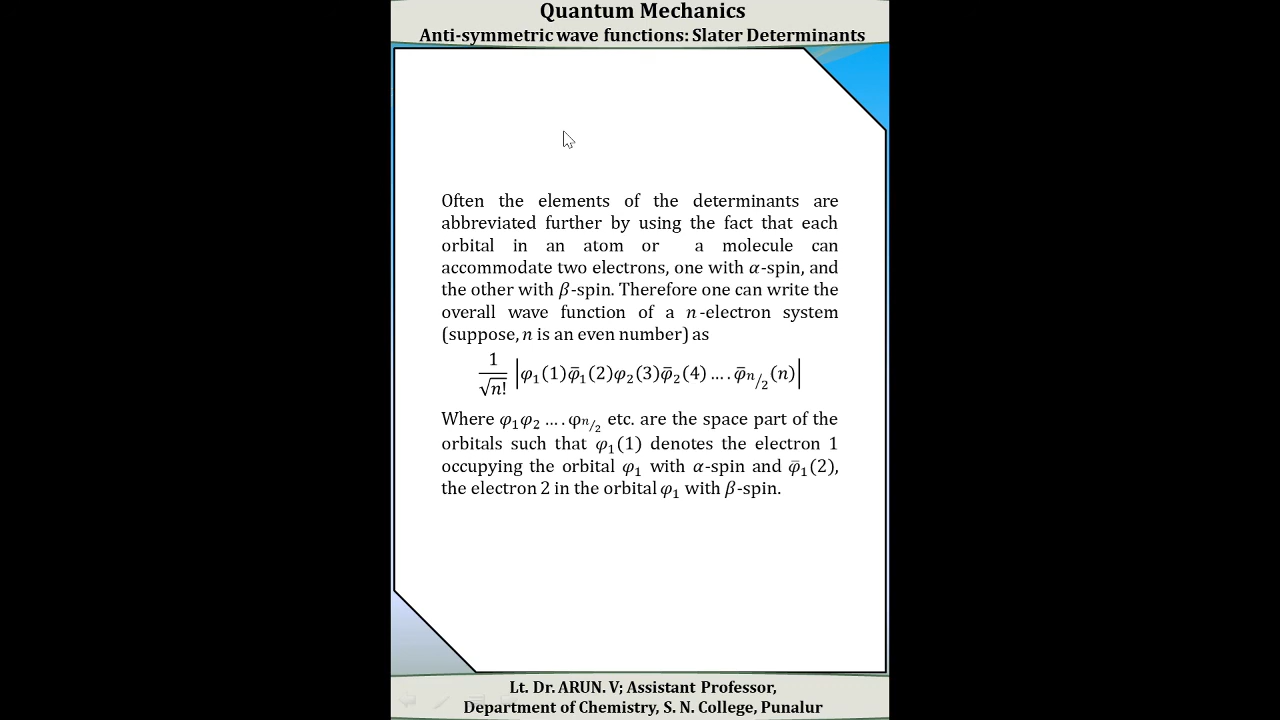 Quantum Mechanics
Anti-symmetric wave functions: Slater Determinants
Often the elements of the determinants are
abbreviated further by using the fact that each
orbital in an atom or a molecule can
accommodate two electrons, one with α-spin, and
the other with β-spin. Therefore one can write the
overall wave function of a n-electron system
(suppose, n is an even number) as
1/√n! |φ₁(1)φ̄₁(2)φ₂(3)φ̄₂(4) .... φ̄n/₂(n)|
Where φ₁φ₂ .... φn/₂ etc. are the space part of the
orbitals such that φ₁(1) denotes the electron 1
occupying the orbital φ₁ with α-spin and φ̄₁(2),
the electron 2 in the orbital φ₁ with β-spin.
Lt. Dr. ARUN. V; Assistant Professor,
Department of Chemistry, S. N. College, Punalur